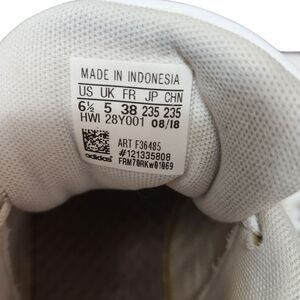 MADE IN INDONESIA
US UK FR JP CHN
6½ 5 38 235 235
HWI 28Y001 08/18
ART F36485
#121335808
adidas FRM70RKw01069